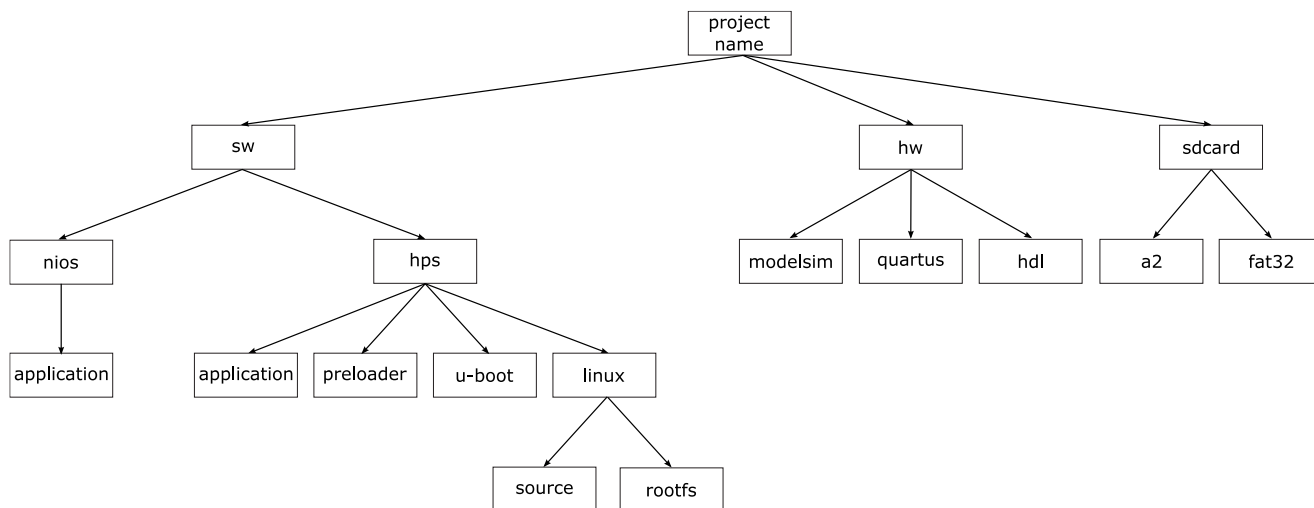 project
name
sw
hw
sdcard
nios
hps
modelsim
quartus
hdl
a2
fat32
application
application
preloader
u-boot
linux
source
rootfs